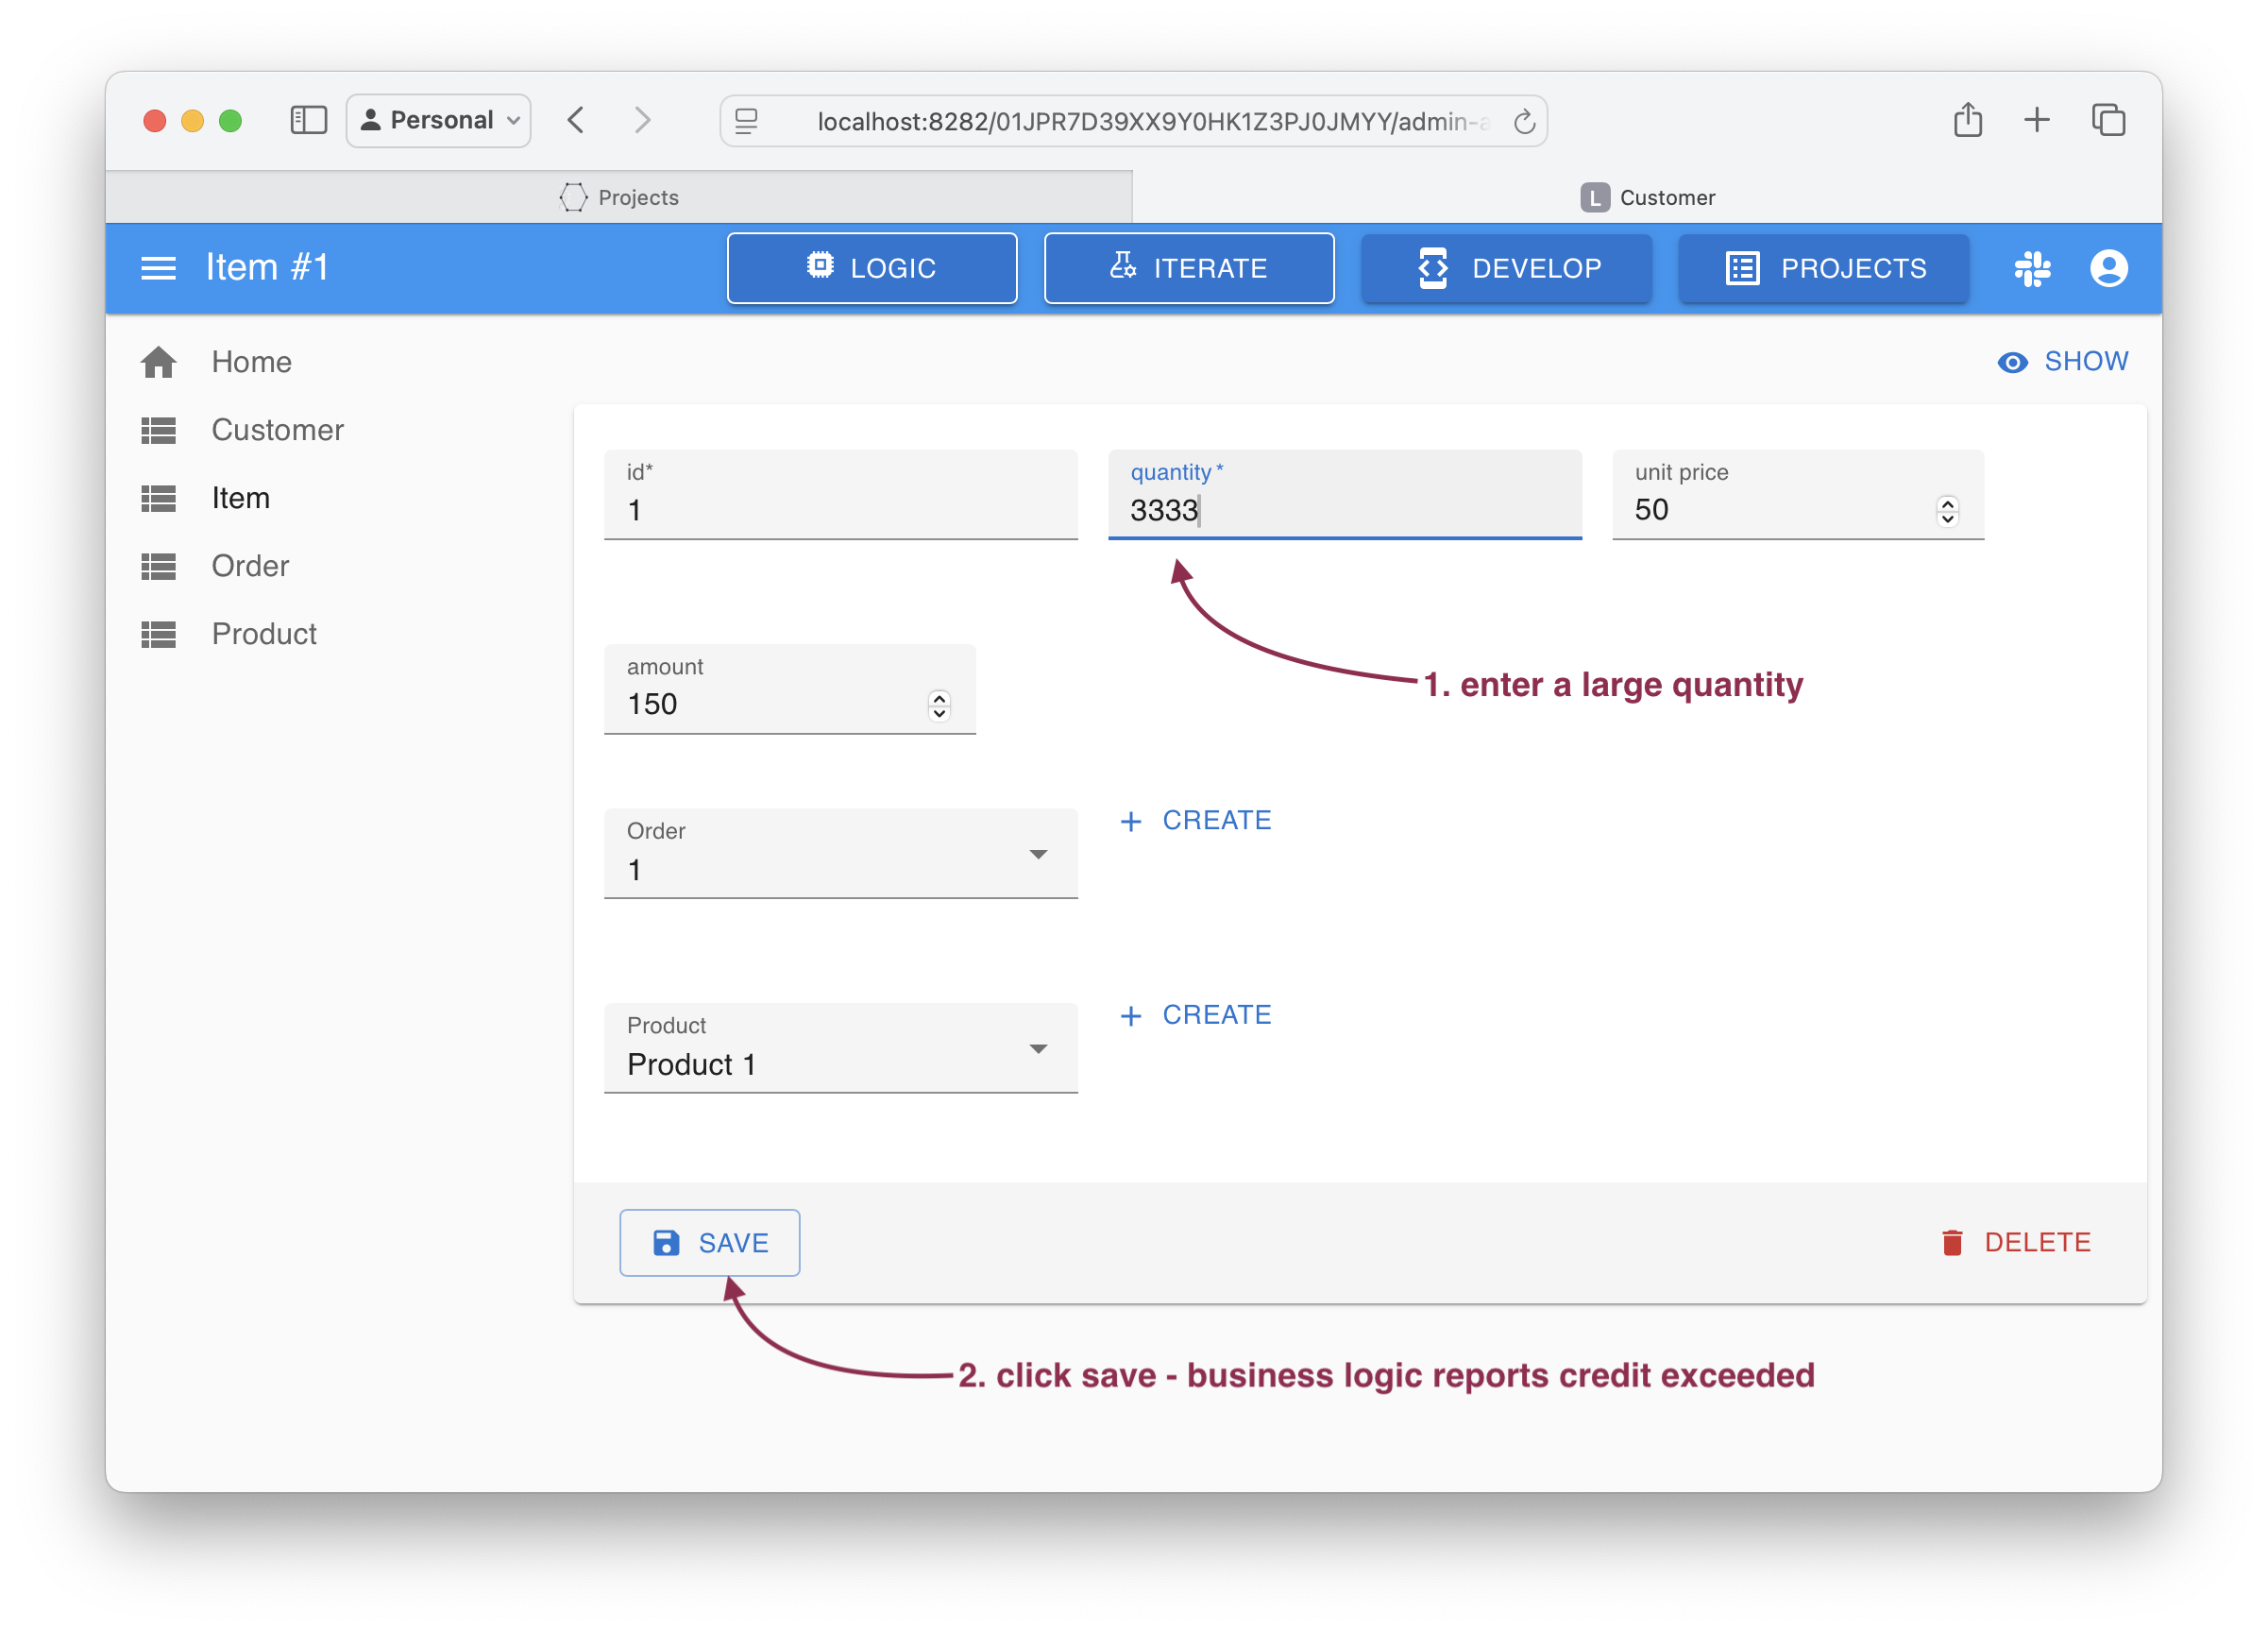 Personal
localhost:8282/01JPR7D39XX9Y0HK1Z3PJ0JMYY/admin-a
Projects
L Customer
Item #1
LOGIC
ITERATE
DEVELOP
PROJECTS
Home
Customer
Item
Order
Product
SHOW
id*
1
quantity *
3333
unit price
50
1. enter a large quantity
amount
150
Order
1
+ CREATE
Product
Product 1
+ CREATE
SAVE
DELETE
2. click save - business logic reports credit exceeded